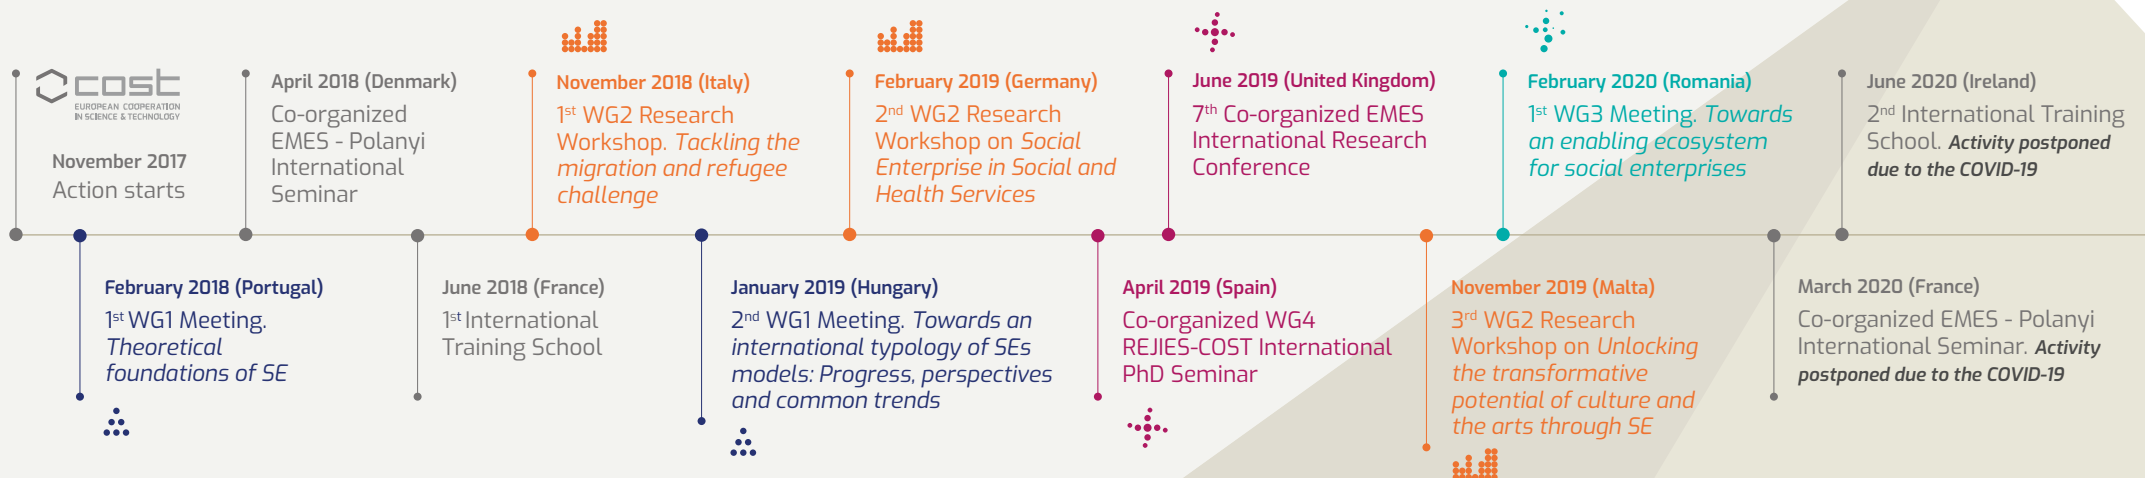 cost
EUROPEAN COOPERATION
IN SCIENCE & TECHNOLOGY
November 2017
Action starts
April 2018 (Denmark)
Co-organized
EMES - Polanyi
International
Seminar
November 2018 (Italy)
1st WG2 Research
Workshop. Tackling the
migration and refugee
challenge
February 2019 (Germany)
2nd WG2 Research
Workshop on Social
Enterprise in Social and
Health Services
June 2019 (United Kingdom)
7th Co-organized EMES
International Research
Conference
February 2020 (Romania)
1st WG3 Meeting. Towards
an enabling ecosystem
for social enterprises
June 2020 (Ireland)
2nd International Training
School. Activity postponed
due to the COVID-19
February 2018 (Portugal)
1st WG1 Meeting.
Theoretical
foundations of SE
June 2018 (France)
1st International
Training School
January 2019 (Hungary)
2nd WG1 Meeting. Towards an
international typology of SEs
models: Progress, perspectives
and common trends
April 2019 (Spain)
Co-organized WG4
REJIES-COST International
PhD Seminar
November 2019 (Malta)
3rd WG2 Research
Workshop on Unlocking
the transformative
potential of culture and
the arts through SE
March 2020 (France)
Co-organized EMES - Polanyi
International Seminar. Activity
postponed due to the COVID-19